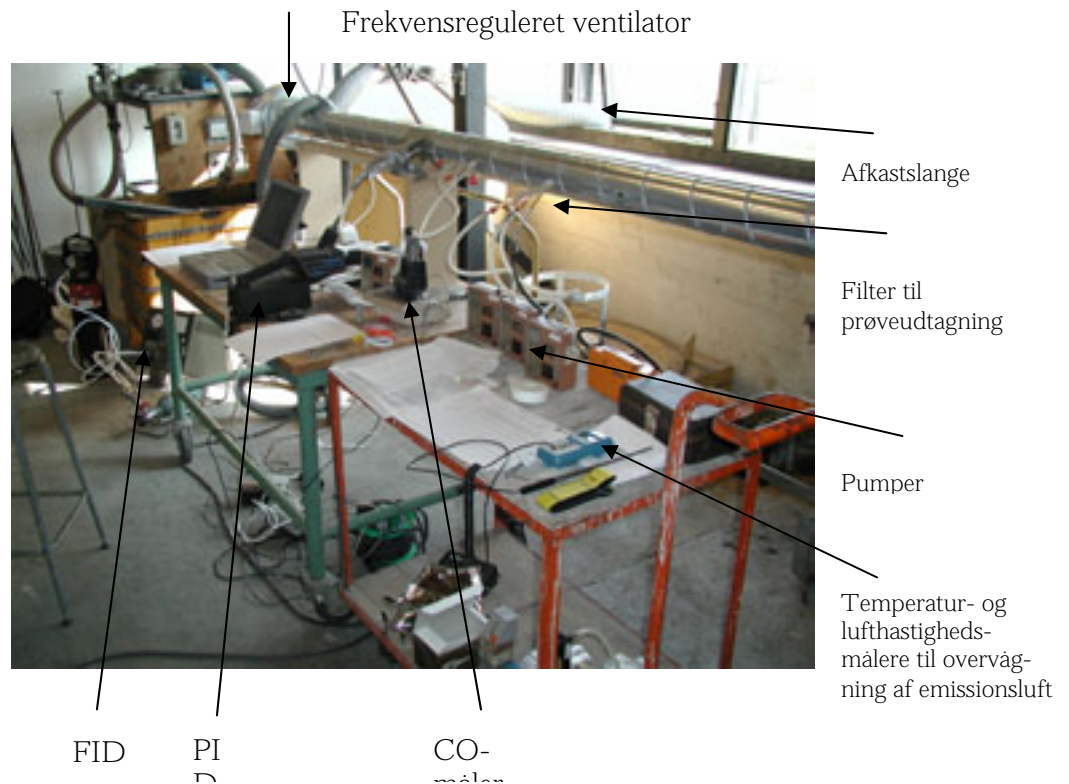 Frekvensreguleret ventilator
Afkastslange
Filter til
prøveudtagning
Pumper
Temperatur- og
lufthastigheds-
målere til overvåg-
ning af emissionsluft
FID
PI
D
CO-
måler